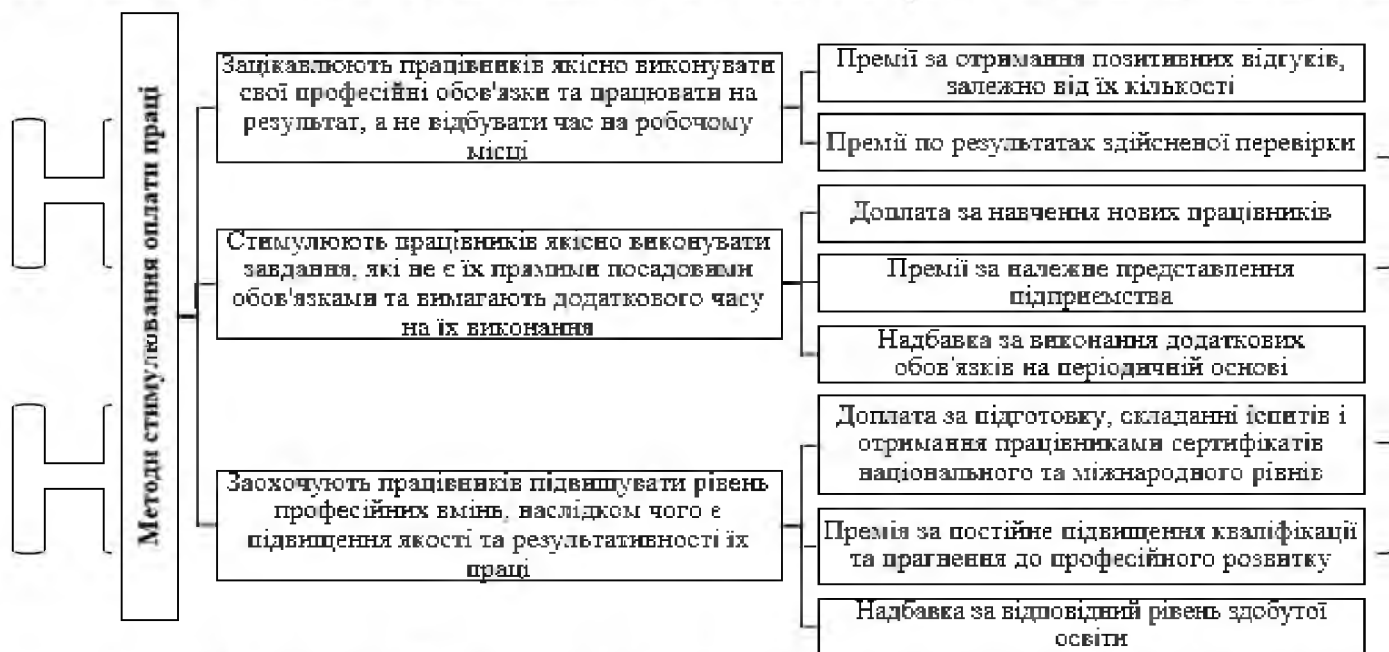 Методи стимулювання оплати праці
Зацікавлюють працівників якісно виконувати
свої професійні обов'язки та працювати на
результат, а не відбувати час на робочому
місці
Премії за отримання позитивних відгуків,
залежно від їх кількості
Премії по результатах здійсненої перевірки
Стимулюють працівників якісно виконувати
завдання, які не є їх прямими посадовими
обов'язками та вимагають додаткового часу
на їх виконання
Доплата за навчення нових працівників
Премії за належне представлення
підприємства
Надбавка за виконання додаткових
обов'язків на періодичній основі
Заохочують працівників підвищувати рівень
професійних вмінь, наслідком чого є
підвищення якості та результативності їх
праці
Доплата за підготовку, складанні іспитів і
отримання працівниками сертифікатів
національного та міжнародного рівнів
Премія за постійне підвищення кваліфікації
та прагнення до професійного розвитку
Надбавка за відповідний рівень здобутої
освіти